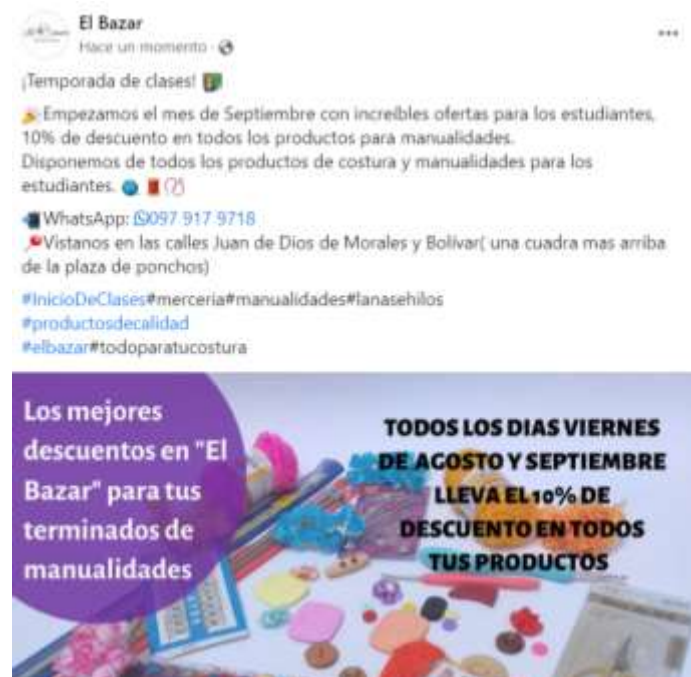 El Bazar
Hace un momento
¡Temporada de clases!
Empezamos el mes de Septiembre con increíbles ofertas para los estudiantes,
10% de descuento en todos los productos para manualidades.
Disponemos de todos los productos de costura y manualidades para los
estudiantes.
WhatsApp: 097 917 9718
Vistanos en las calles Juan de Dios de Morales y Bolívar( una cuadra mas arriba
de la plaza de ponchos)
#InicioDeClases#merceria#manualidades#lanasehilos
#productosdecalidad
#elbazar#todoparatucostura
Los mejores
descuentos en "El
Bazar" para tus
terminados de
manualidades
TODOS LOS DIAS VIERNES
DE AGOSTO Y SEPTIEMBRE
LLEVA EL 10% DE
DESCUENTO EN TODOS
TUS PRODUCTOS